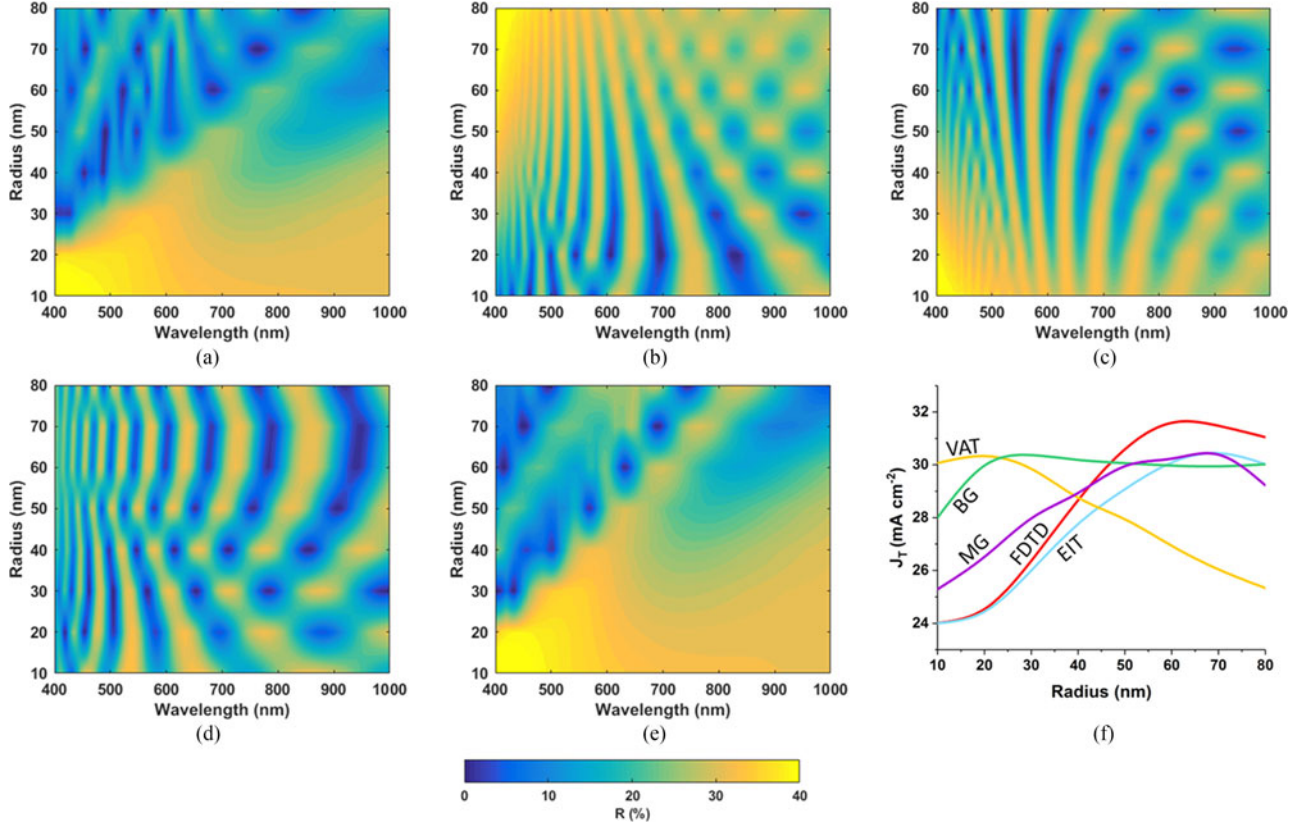 80
70
60
50
40
30
20
10
Radius (nm)
400 500 600 700 800 900 1000
Wavelength (nm)
(a)
80
70
60
50
40
30
20
10
Radius (nm)
400 500 600 700 800 900 1000
Wavelength (nm)
(b)
80
70
60
50
40
30
20
10
Radius (nm)
400 500 600 700 800 900 1000
Wavelength (nm)
(c)
80
70
60
50
40
30
20
10
Radius (nm)
400 500 600 700 800 900 1000
Wavelength (nm)
(d)
80
70
60
50
40
30
20
10
Radius (nm)
400 500 600 700 800 900 1000
Wavelength (nm)
(e)
32
30
28
26
24
J_T (mA cm⁻²)
VAT
BG
MG
FDTD
EIT
10 20 30 40 50 60 70 80
Radius (nm)
(f)
0 10 20 30 40
R (%)